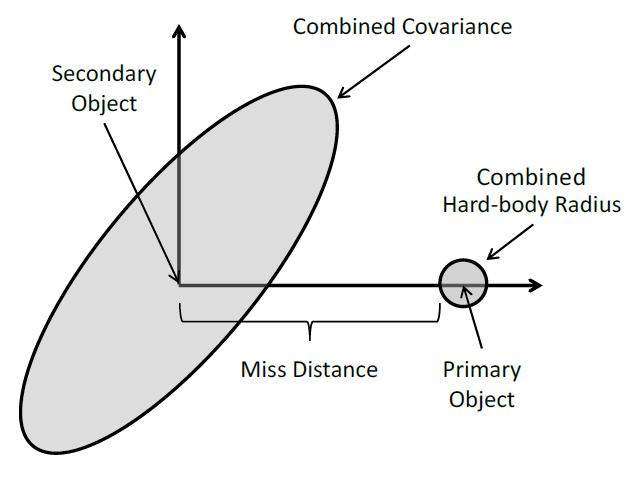 Combined Covariance
Secondary
Object
Combined
Hard-body Radius
Miss Distance
Primary
Object